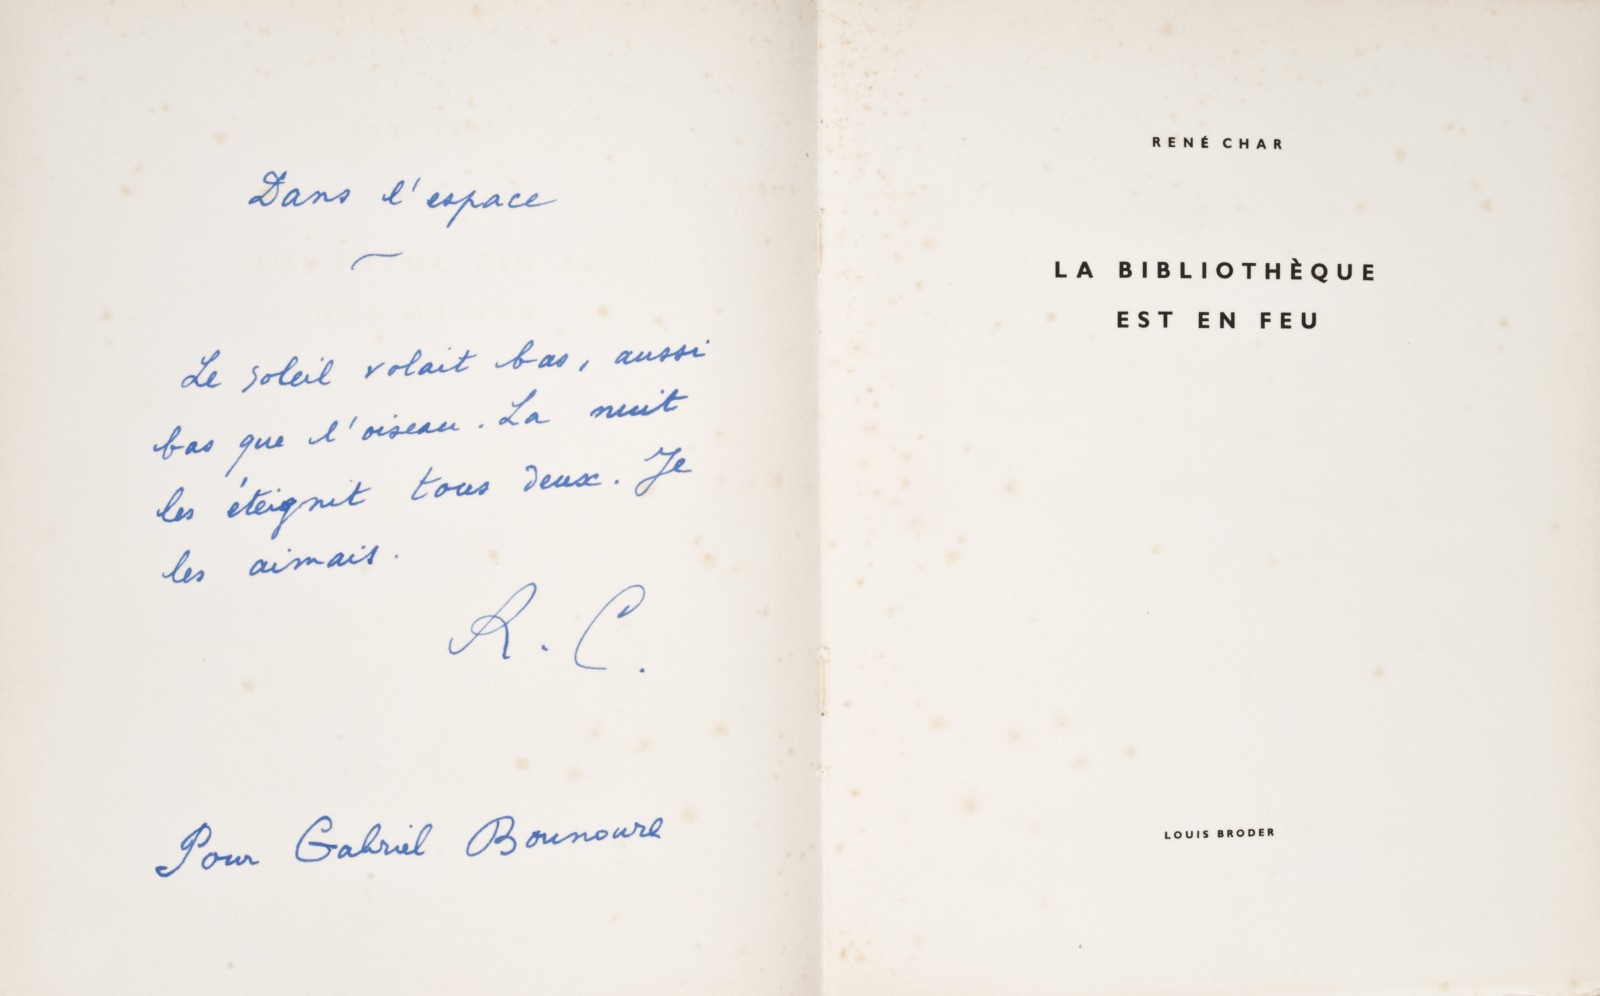 Dans l'espace
Le soleil volait bas, aussi
bas que l'oiseau. La nuit
les éteignit tous deux. Je
les aimais.
R. C.
Pour Gabriel Bounoure
RENÉ CHAR
LA BIBLIOTHÈQUE
EST EN FEU
LOUIS BRODER